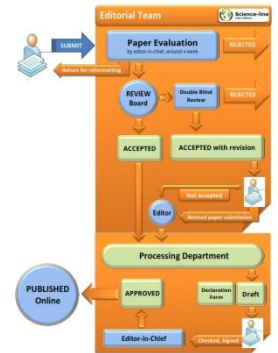 Editorial Team
Science-line
SUBMIT
Paper Evaluation
by editor-in-chief, around a week
REJECTED
Return for reformatting
REVIEW
Board
Double Blind
Review
REJECTED
ACCEPTED
ACCEPTED with revision
Not accepted
Editor
Revised paper submission
Processing Department
PUBLISHED
Online
APPROVED
Declaration
Farm
Draft
Editor-in-Chief
Checked, Signed